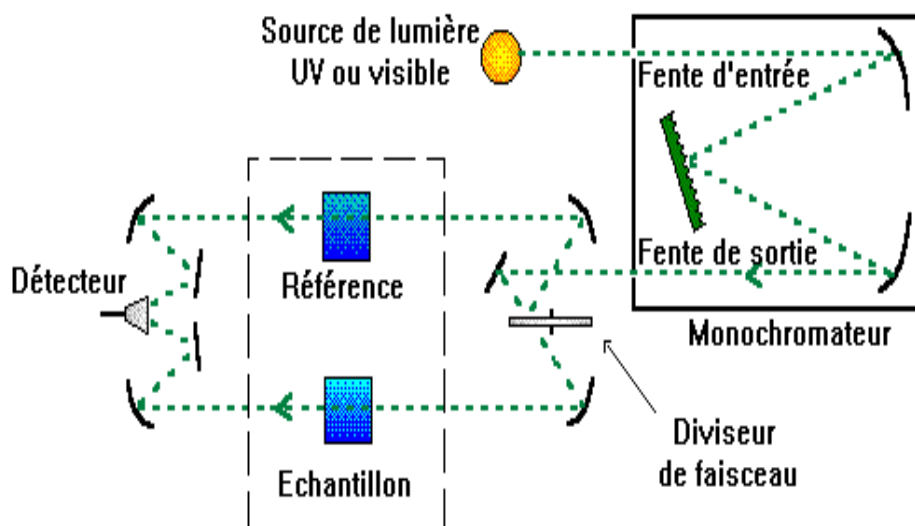 Source de lumière
UV ou visible
Fente d'entrée
Fente de sortie
Monochromateur
Détecteur
Référence
Echantillon
Diviseur
de faisceau